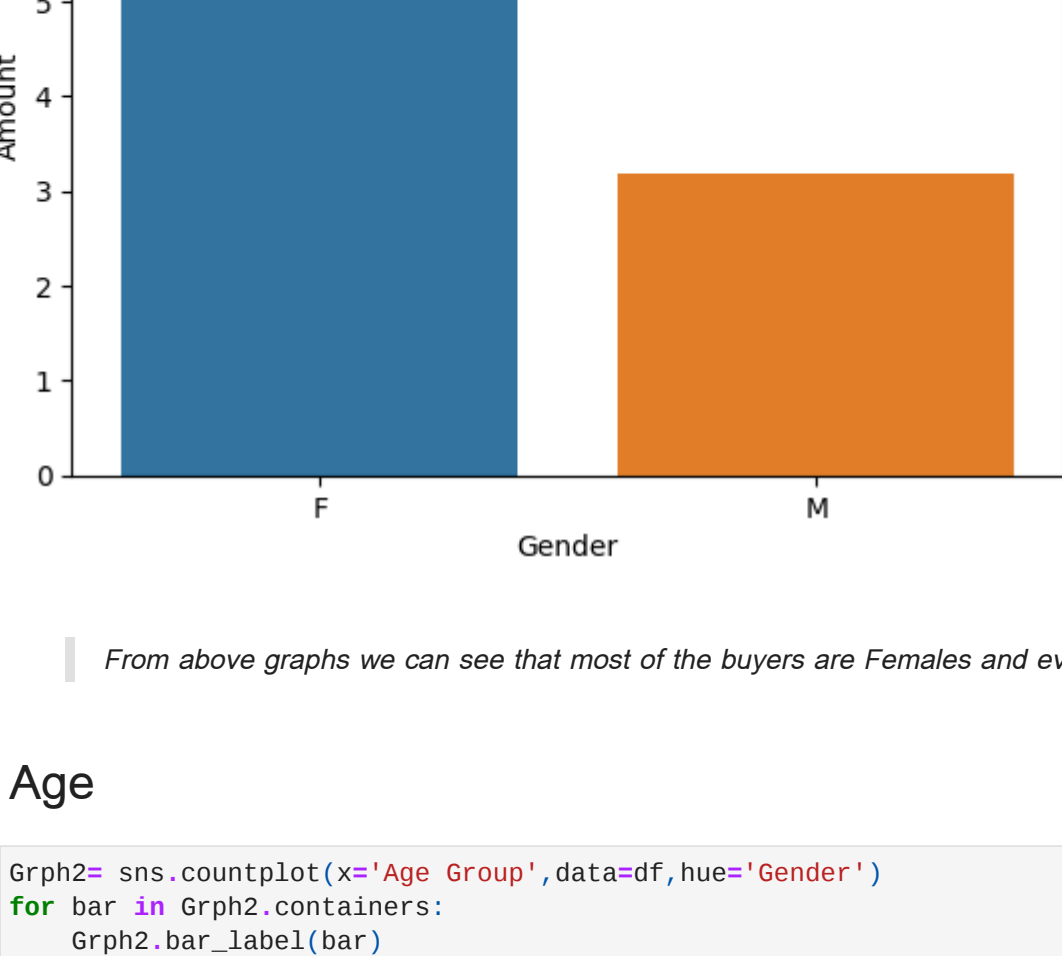 5
Amount
4
3
2
1
0
F M
Gender
From above graphs we can see that most of the buyers are Females and
Age
Grph2= sns.countplot(x='Age Group',data=df,hue='Gender')
for bar in Grph2.containers:
    Grph2.bar_label(bar)